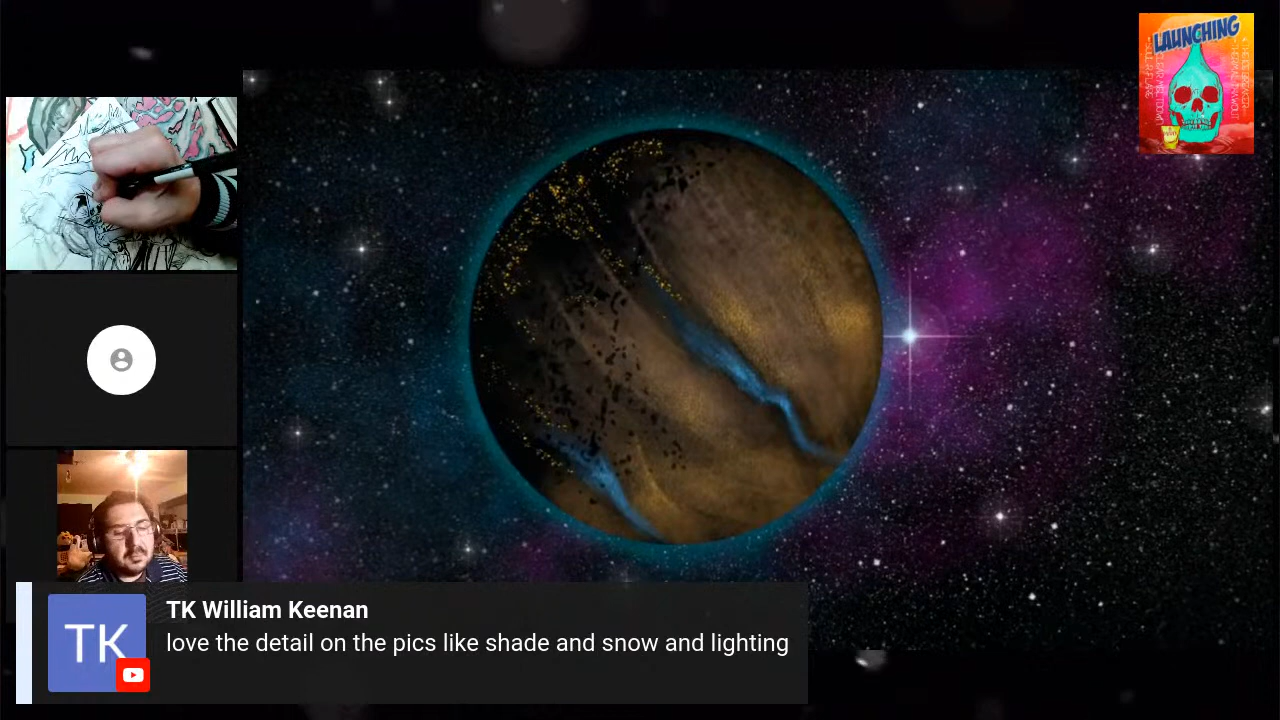 LAUNCHING
TK
TK William Keenan
love the detail on the pics like shade and snow and lighting